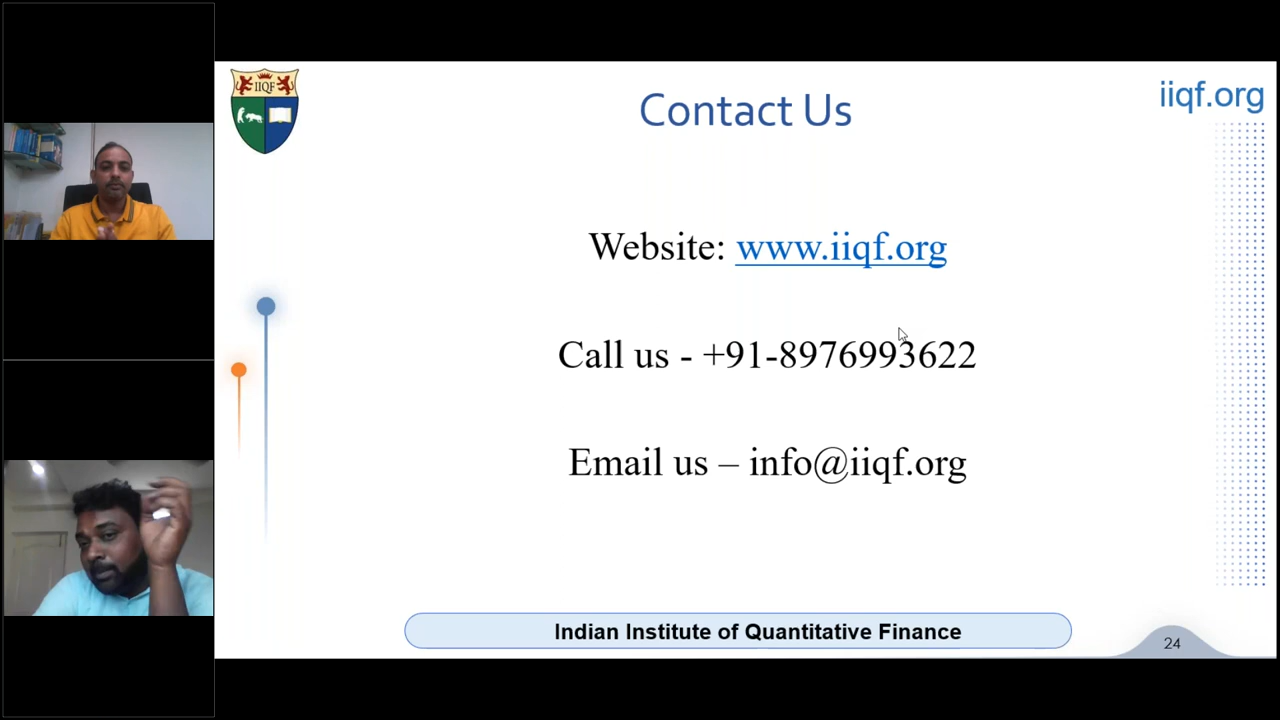 IIQF
Contact Us
iiqf.org
Website: www.iiqf.org
Call us - +91-8976993622
Email us – info@iiqf.org
Indian Institute of Quantitative Finance
24